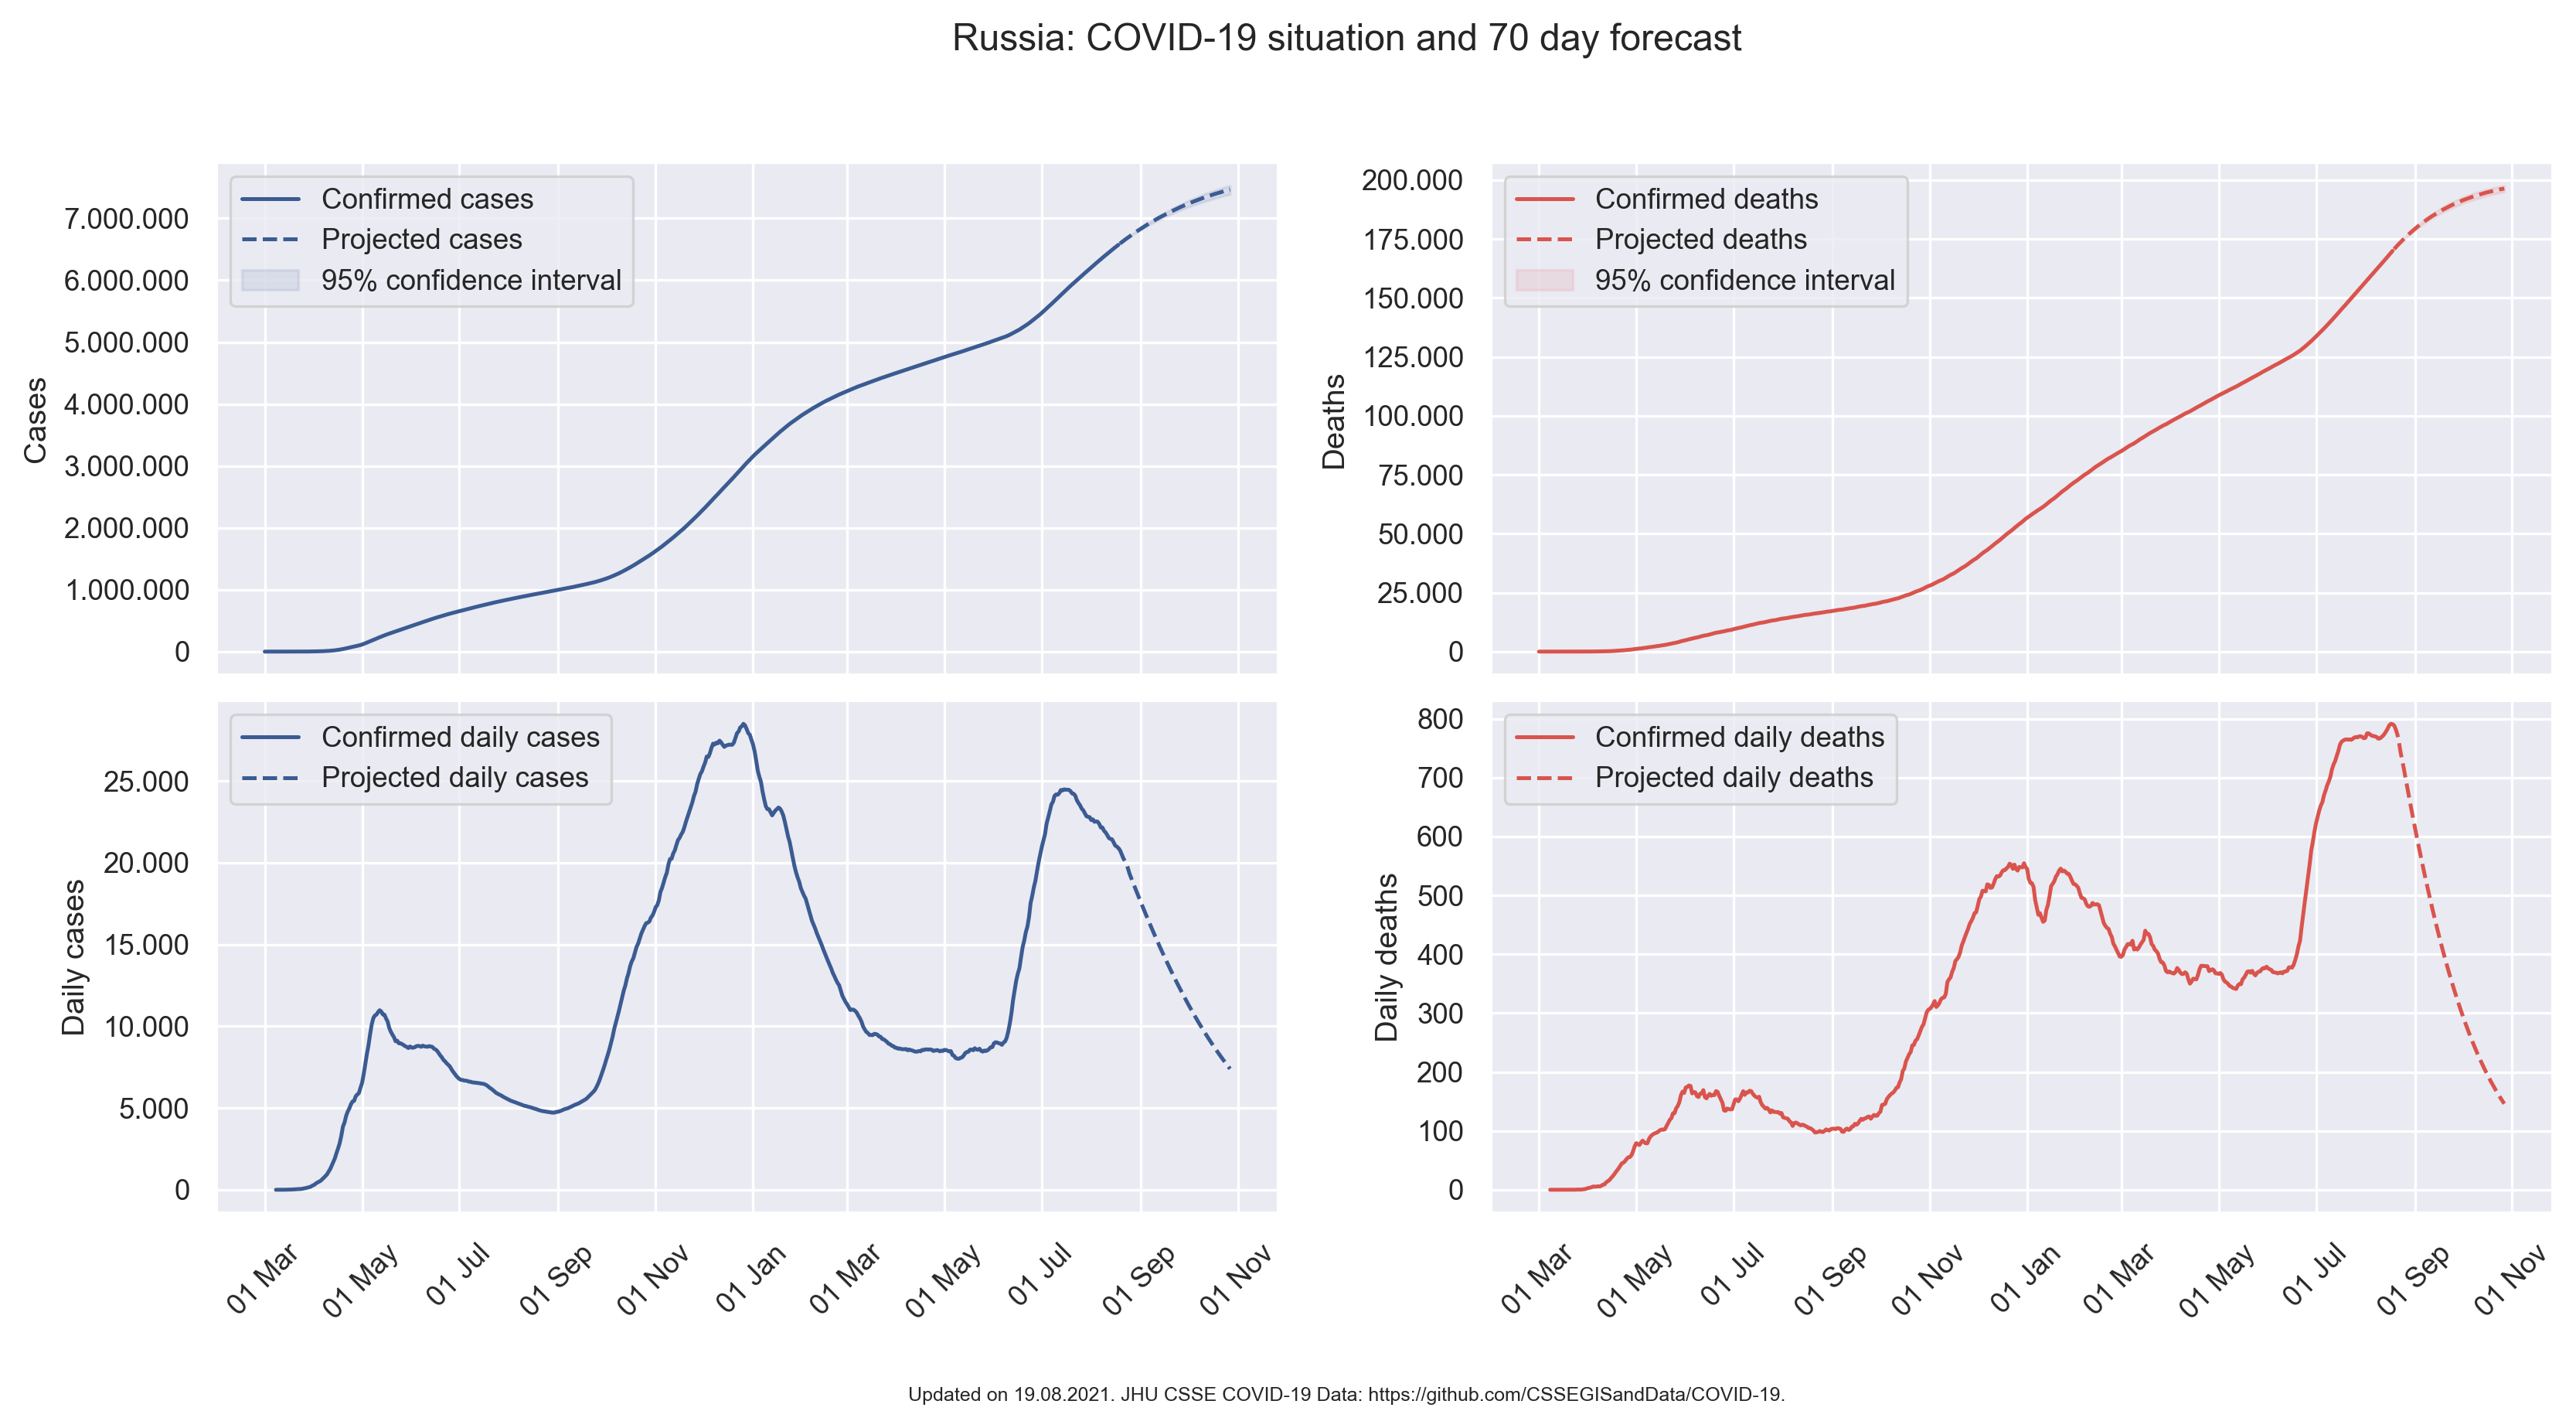 Russia: COVID-19 situation and 70 day forecast
Cases
7.000.000
6.000.000
5.000.000
4.000.000
3.000.000
2.000.000
1.000.000
0
Confirmed cases
Projected cases
95% confidence interval
Deaths
200.000
175.000
150.000
125.000
100.000
75.000
50.000
25.000
0
Confirmed deaths
Projected deaths
95% confidence interval
Daily cases
25.000
20.000
15.000
10.000
5.000
0
Confirmed daily cases
Projected daily cases
01 Mar
01 May
01 Jul
01 Sep
01 Nov
01 Jan
01 Mar
01 May
01 Jul
01 Sep
01 Nov
Daily deaths
800
700
600
500
400
300
200
100
0
Confirmed daily deaths
Projected daily deaths
01 Mar
01 May
01 Jul
01 Sep
01 Nov
01 Jan
01 Mar
01 May
01 Jul
01 Sep
01 Nov
Updated on 19.08.2021. JHU CSSE COVID-19 Data: https://github.com/CSSEGISandData/COVID-19.